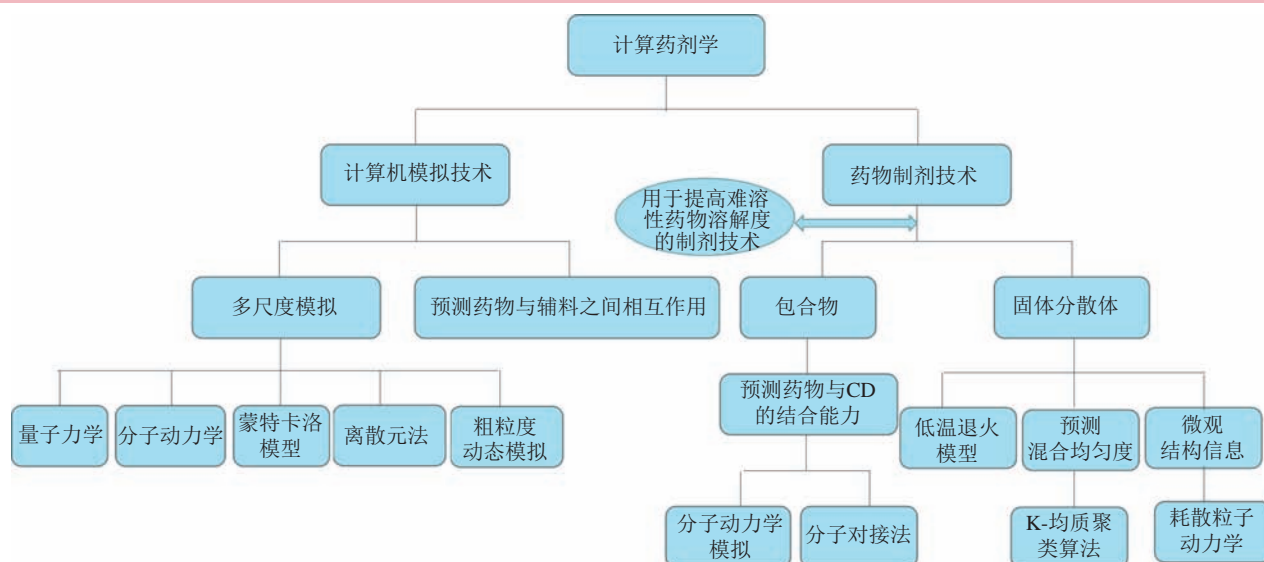 计算药剂学
计算机模拟技术
药物制剂技术
用于提高难溶
性药物溶解度
的制剂技术
多尺度模拟
预测药物与辅料之间相互作用
包合物
固体分散体
量子力学
分子动力学
蒙特卡洛
模型
离散元法
粗粒度
动态模拟
预测药物与CD
的结合能力
低温退火
模型
预测
混合均匀度
微观
结构信息
分子动力学
模拟
分子对接法
K-均质聚
类算法
耗散粒子
动力学